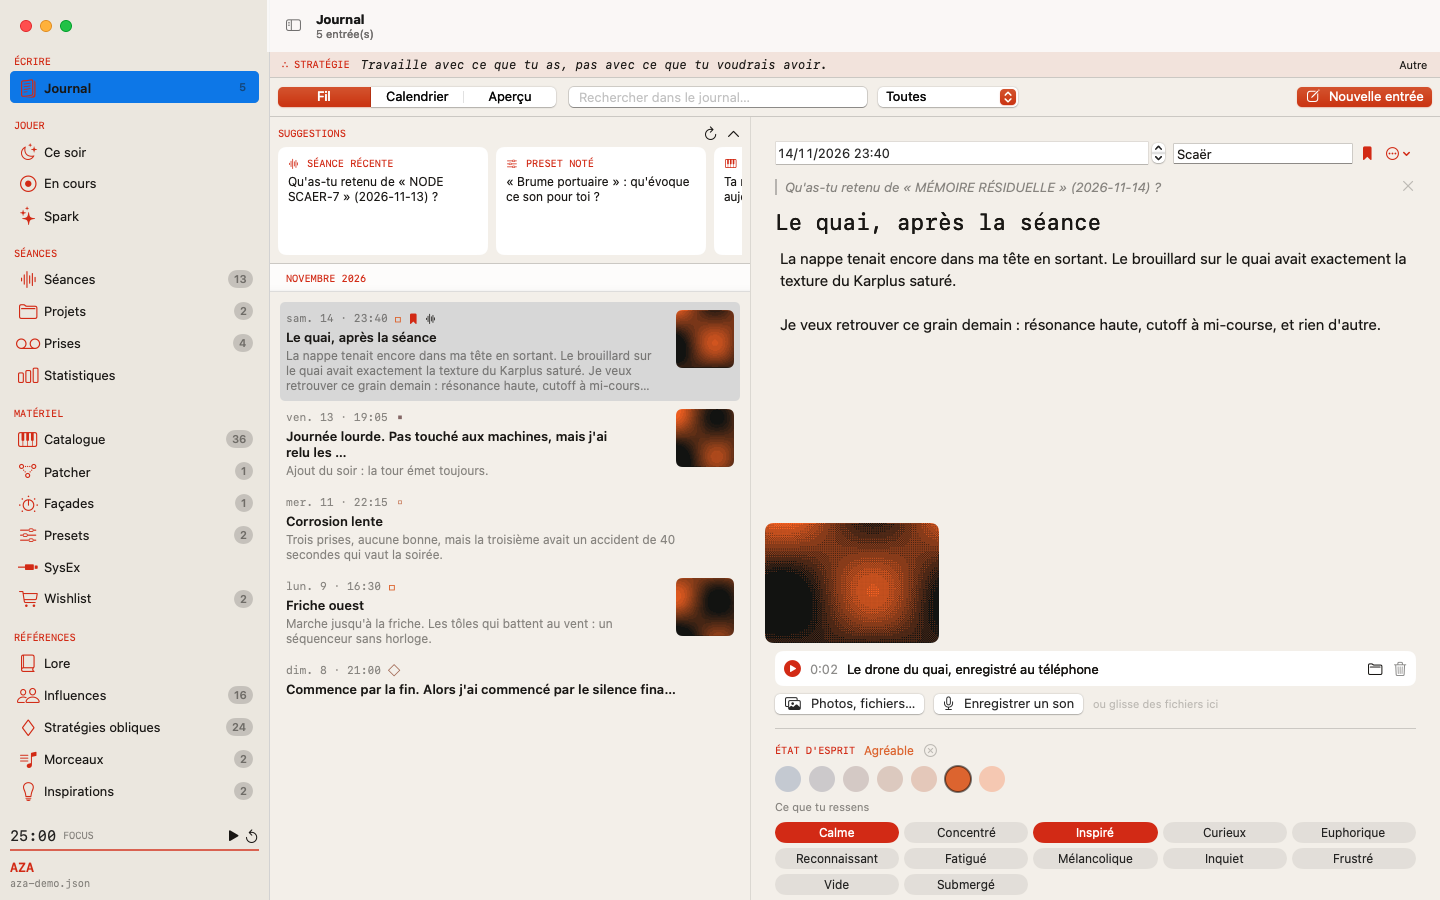 Journal
5 entrée(s)
ÉCRIRE
Journal 5
JOUER
Ce soir
En cours
Spark
SÉANCES
Séances 13
Projets 2
Prises 4
Statistiques
MATÉRIEL
Catalogue 36
Patcher 1
Façades 1
Presets 2
SysEx
Wishlist 2
RÉFÉRENCES
Lore
Influences 16
Stratégies obliques 24
Morceaux 2
Inspirations 2
25:00 FOCUS
AZA
aza-demo.json
STRATÉGIE Travaille avec ce que tu as, pas avec ce que tu voudrais avoir. Autre
Fil Calendrier Aperçu Rechercher dans le journal... Toutes Nouvelle entrée
SUGGESTIONS
SÉANCE RÉCENTE
Qu'as-tu retenu de « NODE
SCAER-7 » (2026-11-13) ?
PRESET NOTÉ
« Brume portuaire » : qu'évoque
ce son pour toi ?
Ta
NOVEMBRE 2026
sam. 14 · 23:40
Le quai, après la séance
La nappe tenait encore dans ma tête en sortant. Le brouillard sur
le quai avait exactement la texture du Karplus saturé. Je veux
retrouver ce grain demain : résonance haute, cutoff à mi-cours...
ven. 13 · 19:05
Journée lourde. Pas touché aux machines, mais j'ai
relu les ...
Ajout du soir : la tour émet toujours.
mer. 11 · 22:15
Corrosion lente
Trois prises, aucune bonne, mais la troisième avait un accident de 40
secondes qui vaut la soirée.
lun. 9 · 16:30
Friche ouest
Marche jusqu'à la friche. Les tôles qui battent au vent : un
séquenceur sans horloge.
dim. 8 · 21:00
Commence par la fin. Alors j'ai commencé par le silence fina...
14/11/2026 23:40 Scaër
Qu'as-tu retenu de « MÉMOIRE RÉSIDUELLE » (2026-11-14) ?
Le quai, après la séance
La nappe tenait encore dans ma tête en sortant. Le brouillard sur le quai avait exactement la
texture du Karplus saturé.
Je veux retrouver ce grain demain : résonance haute, cutoff à mi-course, et rien d'autre.
0:02 Le drone du quai, enregistré au téléphone
Photos, fichiers... Enregistrer un son ou glisse des fichiers ici
ÉTAT D'ESPRIT Agréable
Ce que tu ressens
Calme Concentré Inspiré Curieux Euphorique
Reconnaissant Fatigué Mélancolique Inquiet Frustré
Vide Submergé